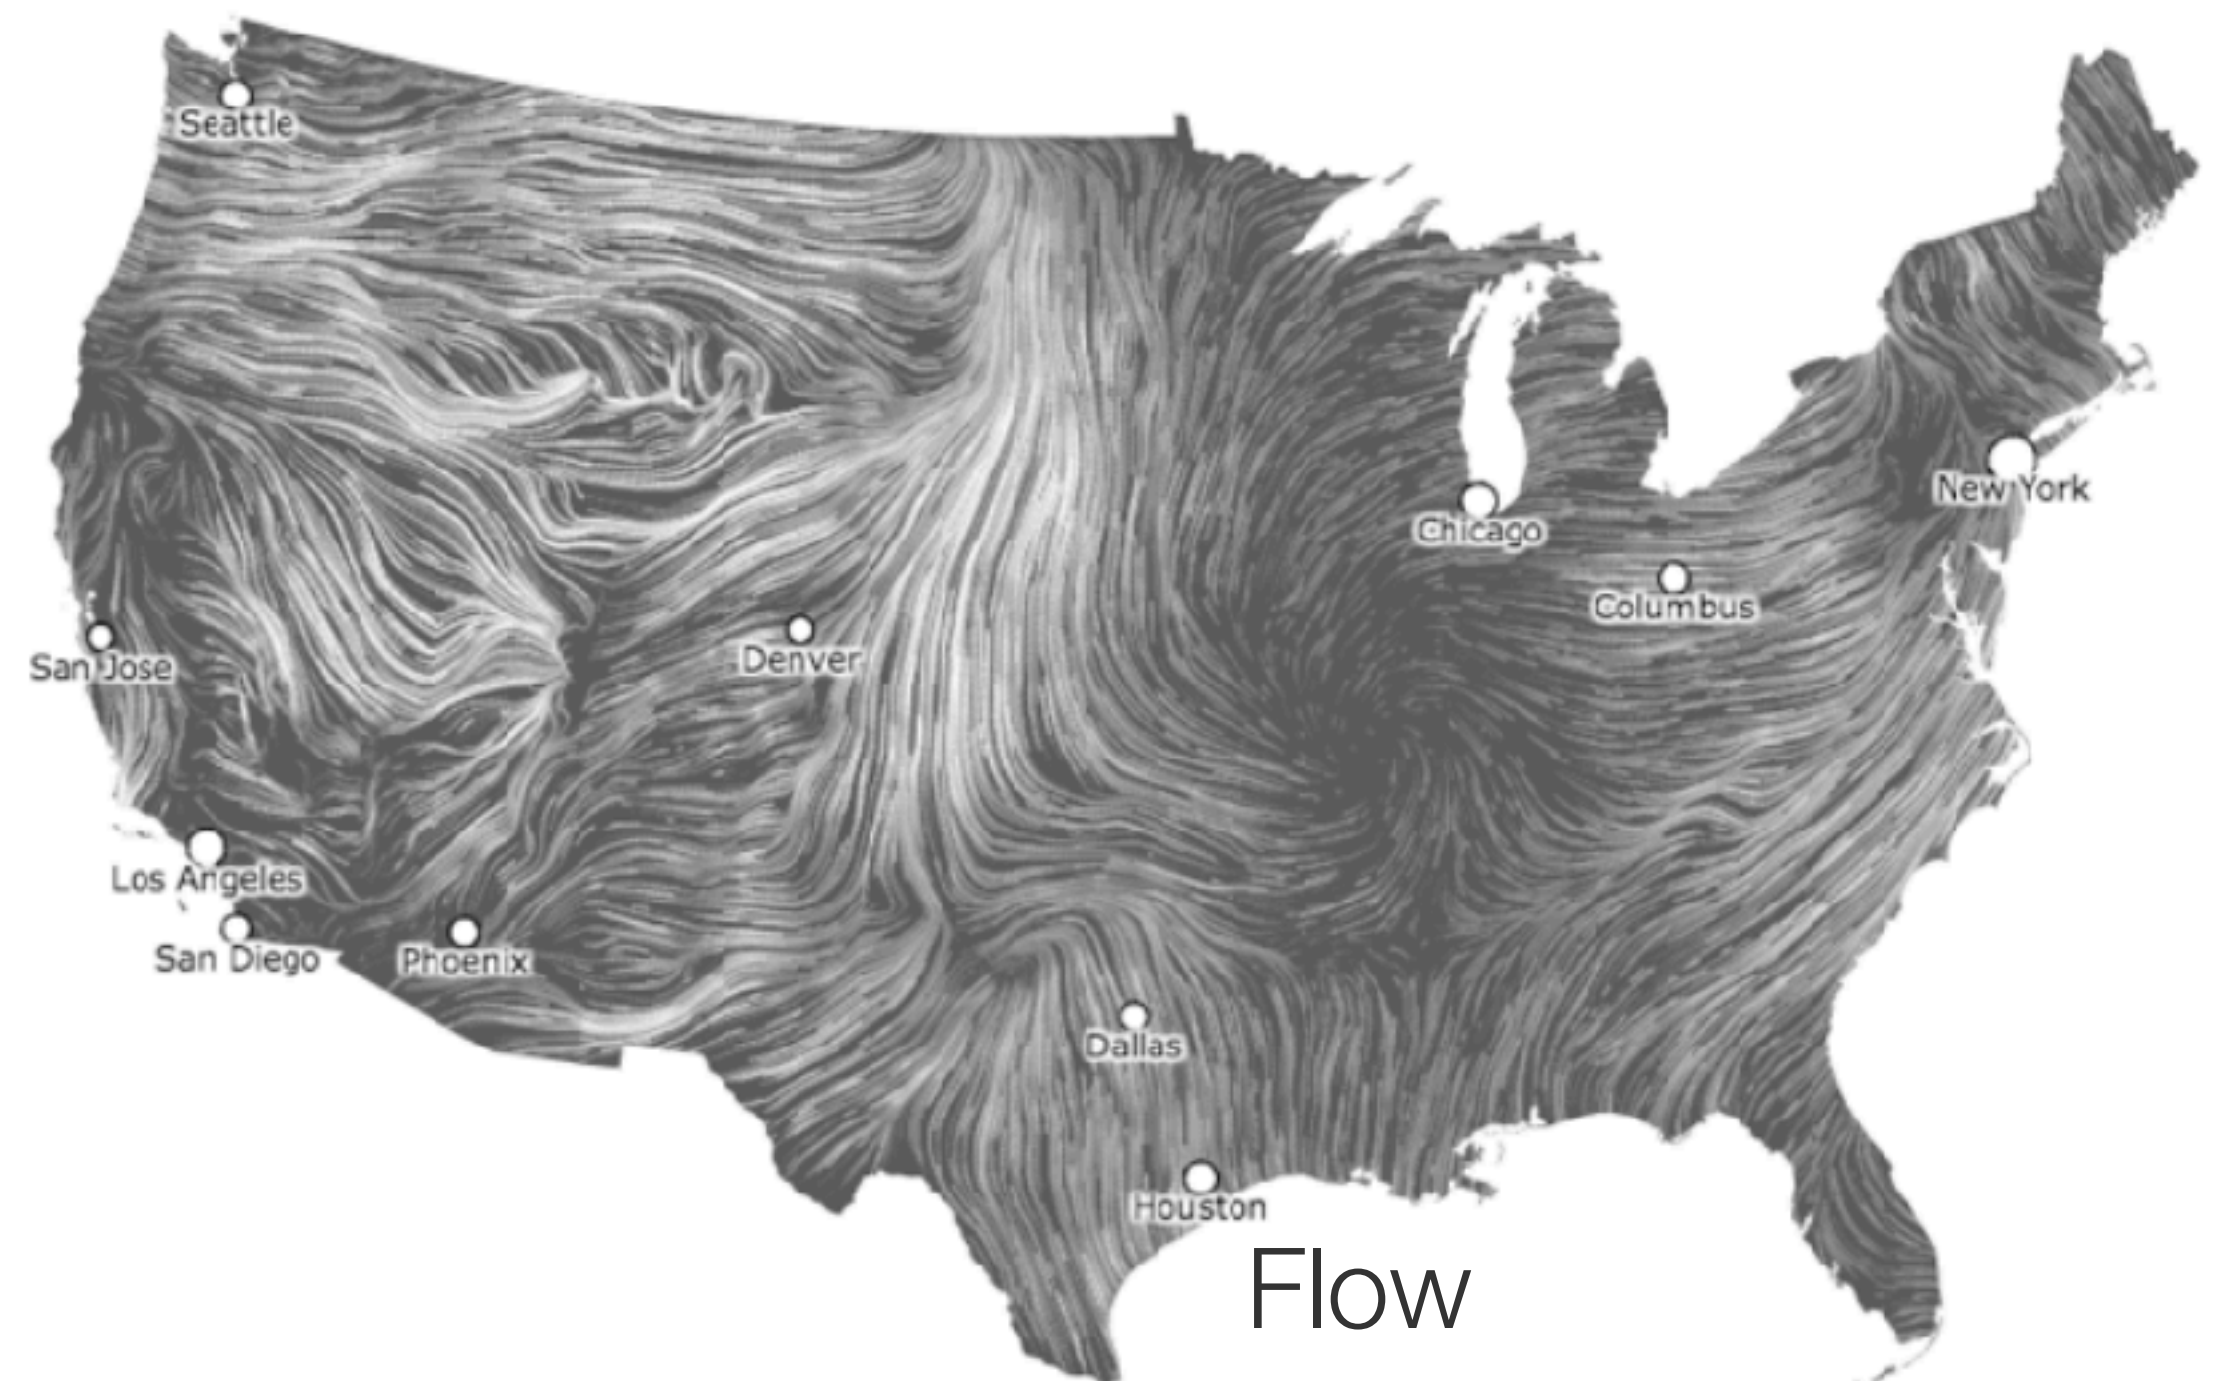 Seattle
New York
Chicago
Columbus
San Jose
Denver
Los Angeles
San Diego
Phoenix
Dallas
Houston
Flow